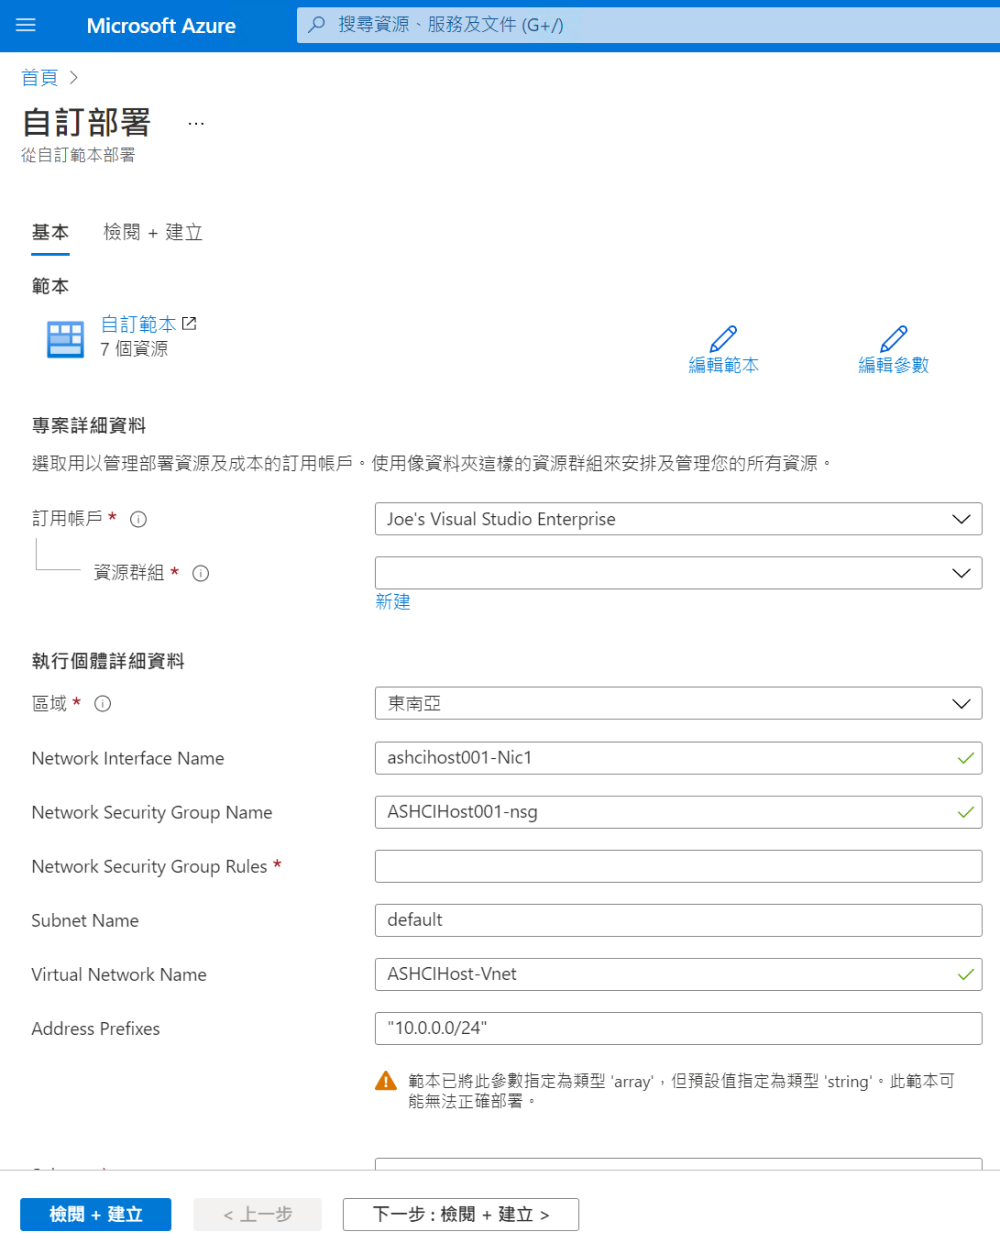 Microsoft Azure
搜尋資源、服務及文件 (G+/)
首頁 >
自訂部署 ...
從自訂範本部署
基本 檢閱 + 建立
範本
自訂範本
7 個資源
編輯範本 編輯參數
專案詳細資料
選取用以管理部署資源及成本的訂用帳戶。使用像資料夾這樣的資源群組來安排及管理您的所有資源。
訂用帳戶 * Joe's Visual Studio Enterprise
資源群組 *
新建
執行個體詳細資料
區域 * 東南亞
Network Interface Name ashcihost001-Nic1
Network Security Group Name ASHCIHost001-nsg
Network Security Group Rules *
Subnet Name default
Virtual Network Name ASHCIHost-Vnet
Address Prefixes "10.0.0.0/24"
範本已將此參數指定為類型 'array'，但預設值指定為類型 'string'。此範本可
能無法正確部署。
檢閱 + 建立 < 上一步 下一步 : 檢閱 + 建立 >